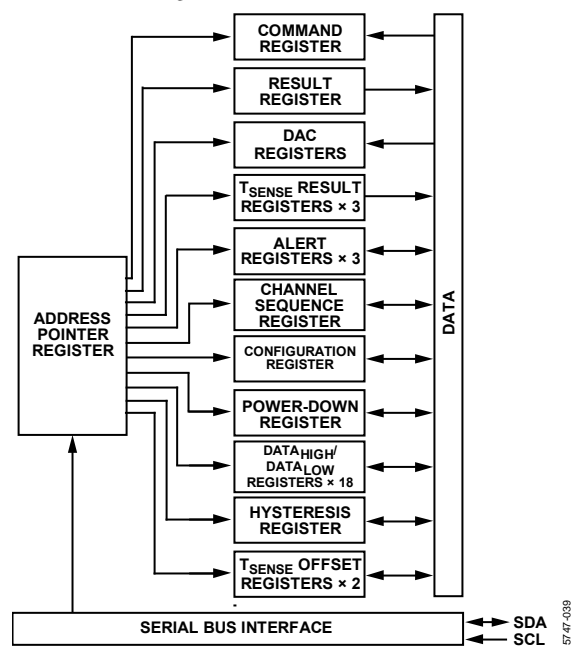 COMMAND
REGISTER
RESULT
REGISTER
DAC
REGISTERS
TSENSE RESULT
REGISTERS × 3
ALERT
REGISTERS × 3
CHANNEL
SEQUENCE
REGISTER
CONFIGURATION
REGISTER
POWER-DOWN
REGISTER
DATAHIGH/
DATALOW
REGISTERS × 18
HYSTERESIS
REGISTER
TSENSE OFFSET
REGISTERS × 2
ADDRESS
POINTER
REGISTER
DATA
SERIAL BUS INTERFACE
SDA
SCL
5747-039